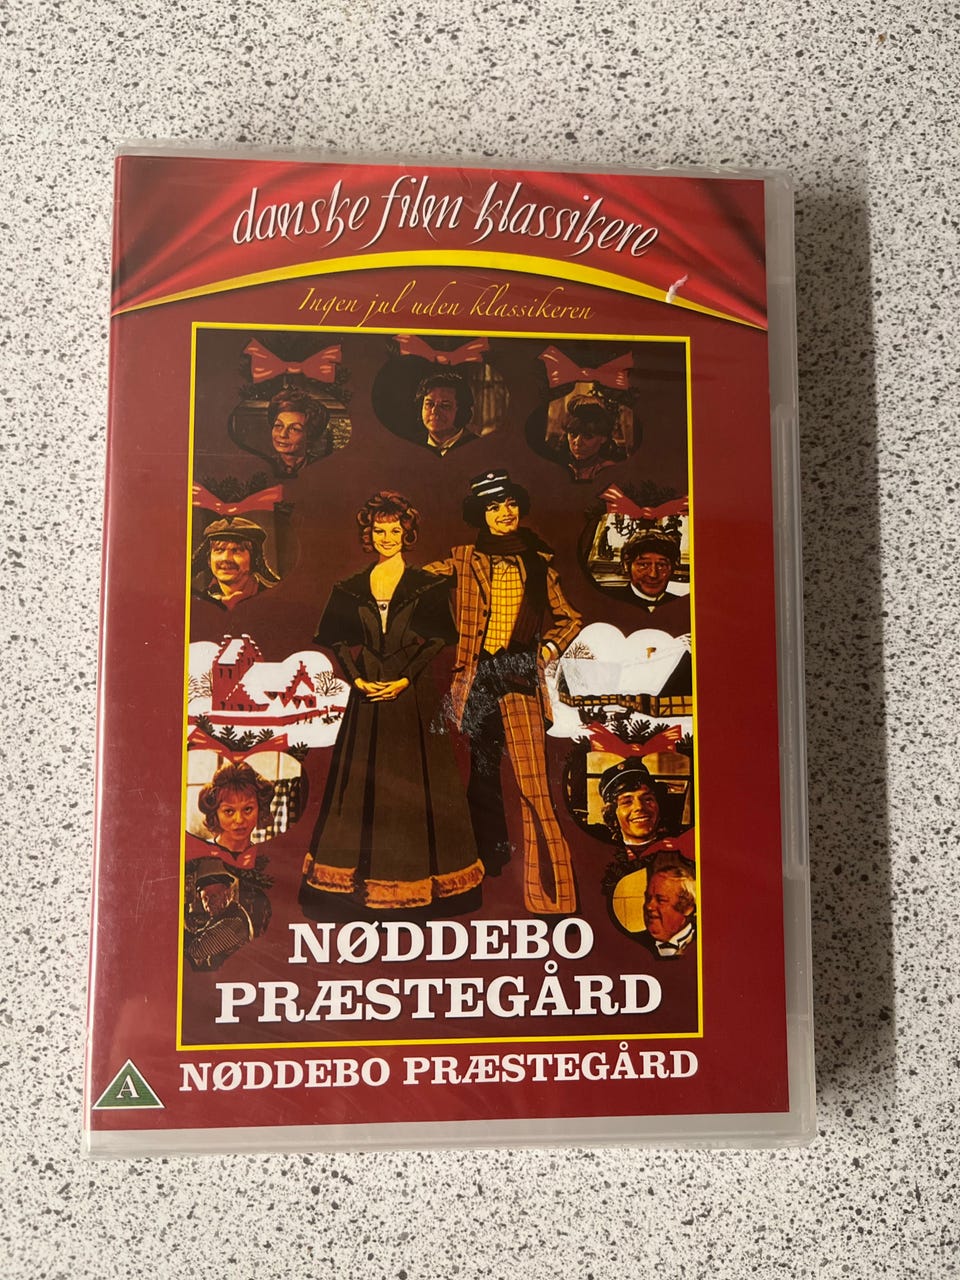 danske film klassikere
Ingen jul uden klassikeren
NØDDEBO
PRÆSTEGÅRD
NØDDEBO PRÆSTEGÅRD
A